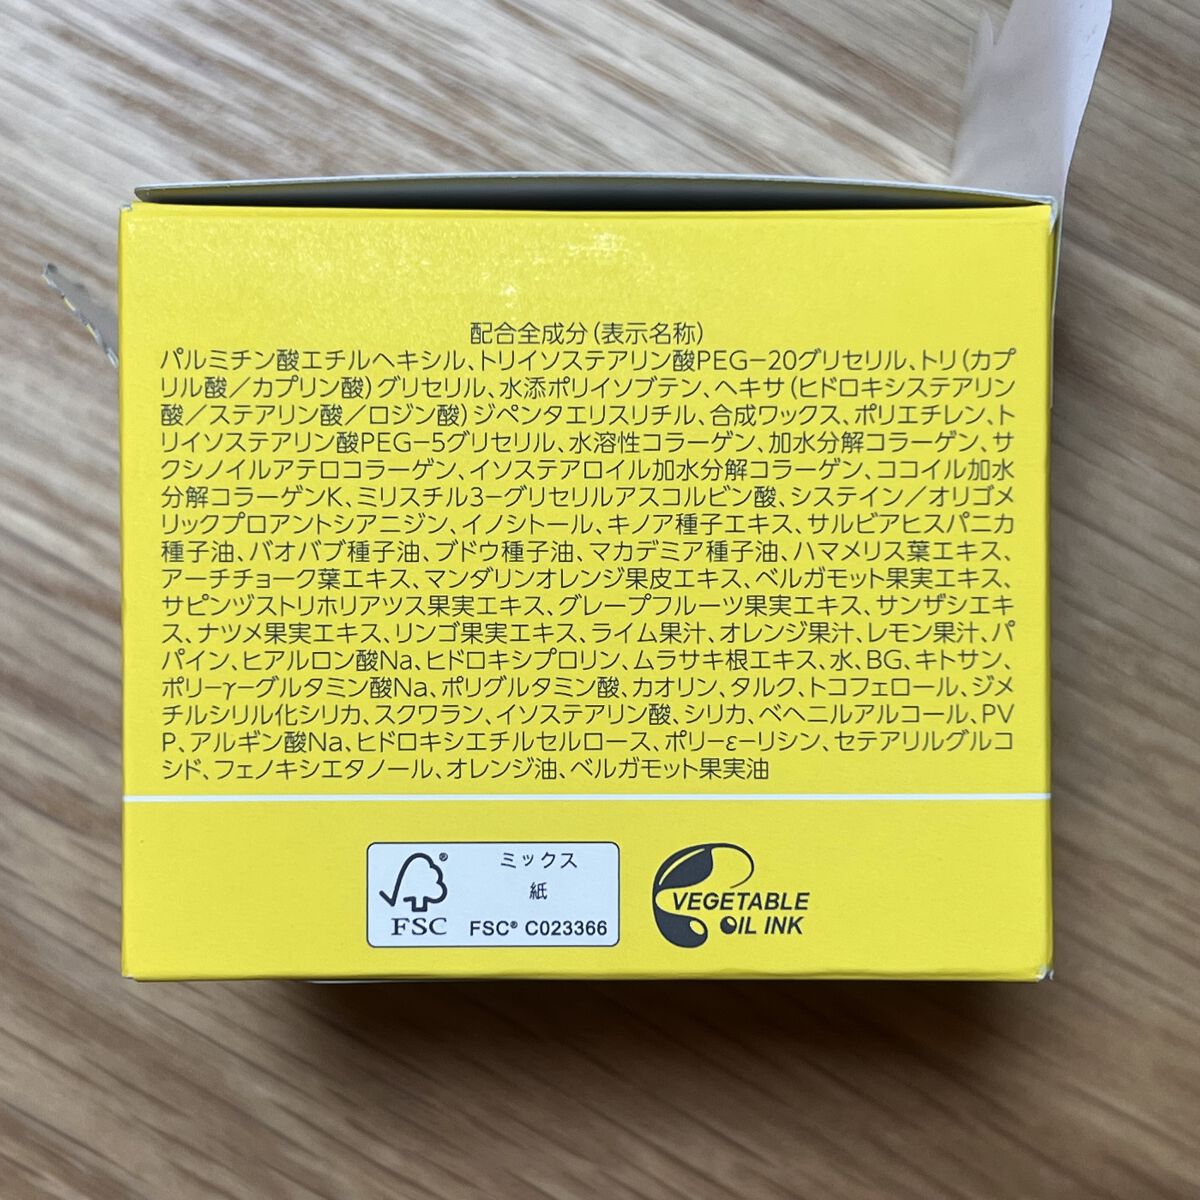 配合全成分（表示名称）
パルミチン酸エチルヘキシル、トリイソステアリン酸PEG-20グリセリル、トリ（カプ
リル酸／カプリン酸）グリセリル、水添ポリイソブテン、ヘキサ（ヒドロキシステアリン
酸／ステアリン酸／ロジン酸）ジペンタエリスリチル、合成ワックス、ポリエチレン、ト
リイソステアリン酸PEG-5グリセリル、水溶性コラーゲン、加水分解コラーゲン、サ
クシノイルアテロコラーゲン、イソステアロイル加水分解コラーゲン、ココイル加水
分解コラーゲンK、ミリスチル3-グリセリルアスコルビン酸、システイン／オリゴメ
リックプロアントシアニジン、イノシトール、キノア種子エキス、サルビアヒスパニカ
種子油、バオバブ種子油、ブドウ種子油、マカデミア種子油、ハマメリス葉エキス、
アーチチョーク葉エキス、マンダリンオレンジ果皮エキス、ベルガモット果実エキス、
サピンヅストリホリアツス果実エキス、グレープフルーツ果実エキス、サンザシエキ
ス、ナツメ果実エキス、リンゴ果実エキス、ライム果汁、オレンジ果汁、レモン果汁、パ
パイン、ヒアルロン酸Na、ヒドロキシプロリン、ムラサキ根エキス、水、BG、キトサン、
ポリ-γ-グルタミン酸Na、ポリグルタミン酸、カオリン、タルク、トコフェロール、ジメ
チルシリル化シリカ、スクワラン、イソステアリン酸、シリカ、ベヘニルアルコール、PV
P、アルギン酸Na、ヒドロキシエチルセルロース、ポリ-ε-リシン、セテアリルグルコ
シド、フェノキシエタノール、オレンジ油、ベルガモット果実油
ミックス
紙
FSC® C023366
FSC
®
VEGETABLE
OIL INK